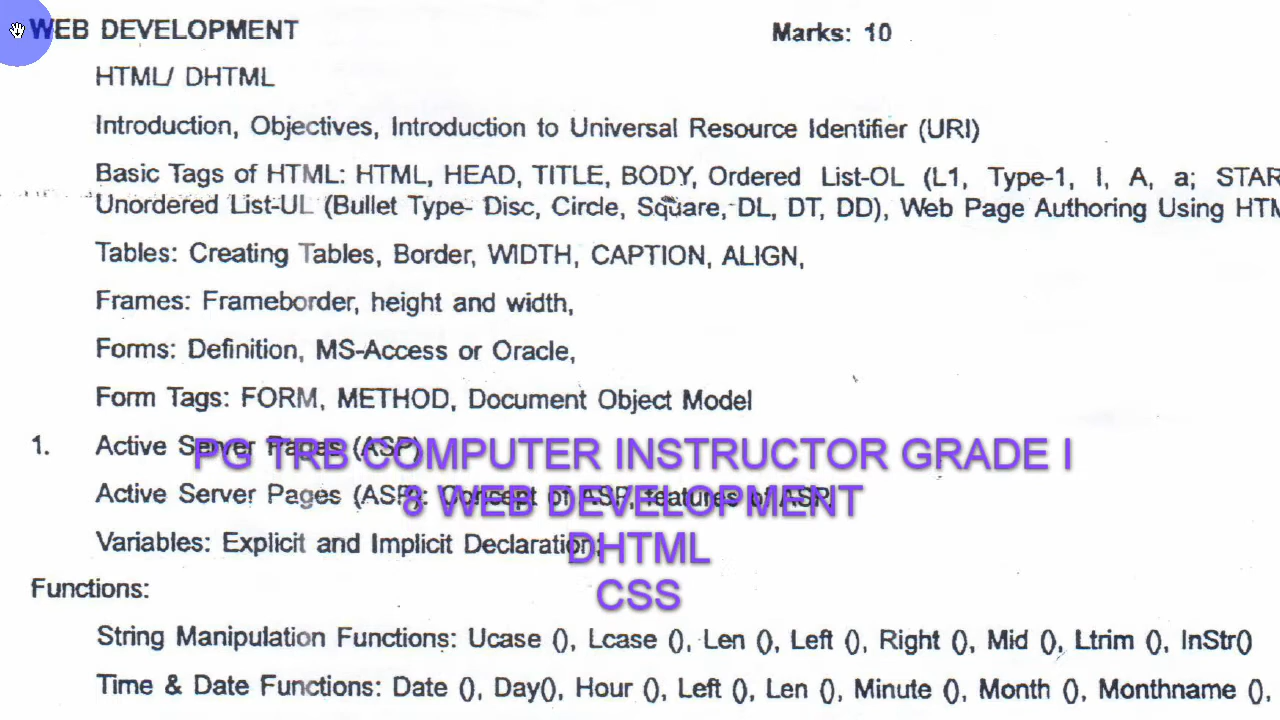 WEB DEVELOPMENT Marks: 10
HTML/ DHTML
Introduction, Objectives, Introduction to Universal Resource Identifier (URI)
Basic Tags of HTML: HTML, HEAD, TITLE, BODY, Ordered List-OL (L1, Type-1, I, A, a; STAR
Unordered List-UL (Bullet Type- Disc, Circle, Square, DL, DT, DD), Web Page Authoring Using HTM
Tables: Creating Tables, Border, WIDTH, CAPTION, ALIGN,
Frames: Frameborder, height and width,
Forms: Definition, MS-Access or Oracle,
Form Tags: FORM, METHOD, Document Object Model
1. Active Server Pages (ASP)
PG TRB COMPUTER INSTRUCTOR GRADE I
Active Server Pages (ASP): Concept of ASP, features of ASP,
8 WEB DEVELOPMENT
Variables: Explicit and Implicit Declaration;
DHTML
Functions:
CSS
String Manipulation Functions: Ucase (), Lcase (), Len (), Left (), Right (), Mid (), Ltrim (), InStr()
Time & Date Functions: Date (), Day(), Hour (), Left (), Len (), Minute (), Month (), Monthname (),